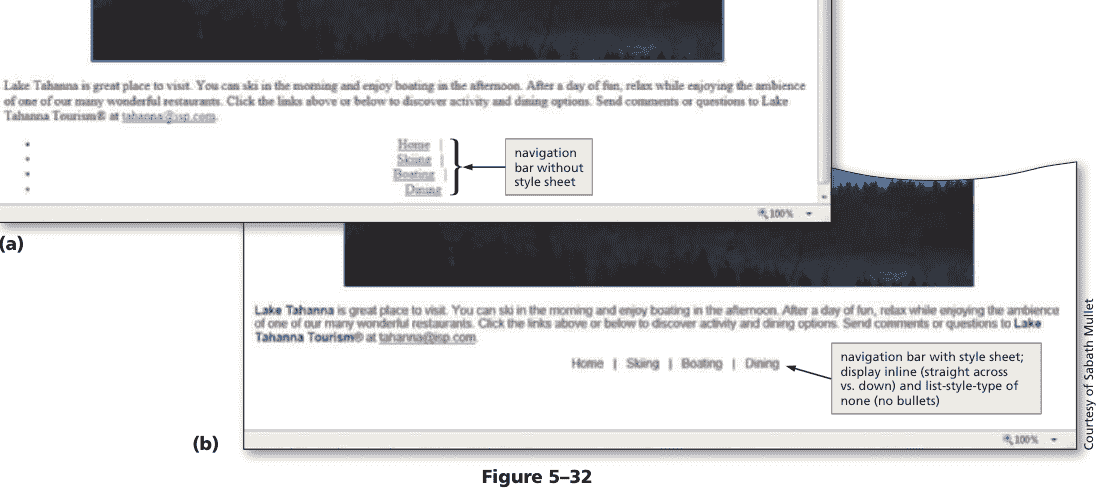 Lake Tahanna is great place to visit. You can ski in the morning and enjoy boating in the afternoon. After a day of fun, relax while enjoying the ambience
of one of our many wonderful restaurants. Click the links above or below to discover activity and dining options. Send comments or questions to Lake
Tahanna Tourism® at tahanna@isp.com.
• Home |
• Skiing |
• Boating |
• Dining
navigation
bar without
style sheet
100%
(a)
Lake Tahanna is great place to visit. You can ski in the morning and enjoy boating in the afternoon. After a day of fun, relax while enjoying the ambience
of one of our many wonderful restaurants. Click the links above or below to discover activity and dining options. Send comments or questions to Lake
Tahanna Tourism® at tahanna@isp.com.
Home | Skiing | Boating | Dining
navigation bar with style sheet;
display inline (straight across
vs. down) and list-style-type of
none (no bullets)
100%
(b)
Courtesy of Sabath Mullet
Figure 5–32